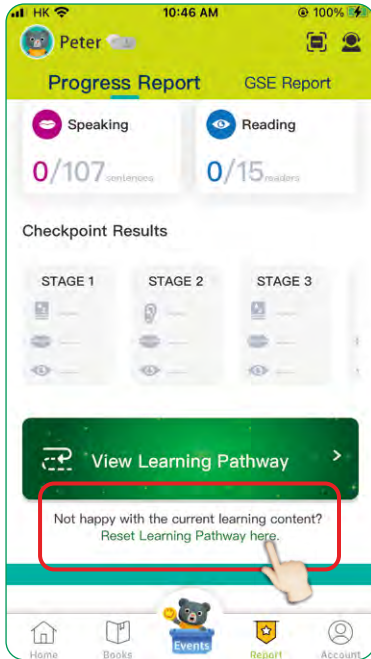 HK 10:46 AM 100%
Peter
Progress Report GSE Report
Speaking Reading
0/107 sentences 0/15 readers
Checkpoint Results
STAGE 1 STAGE 2 STAGE 3
View Learning Pathway >
Not happy with the current learning content?
Reset Learning Pathway here.
Events
Home Books Report Account